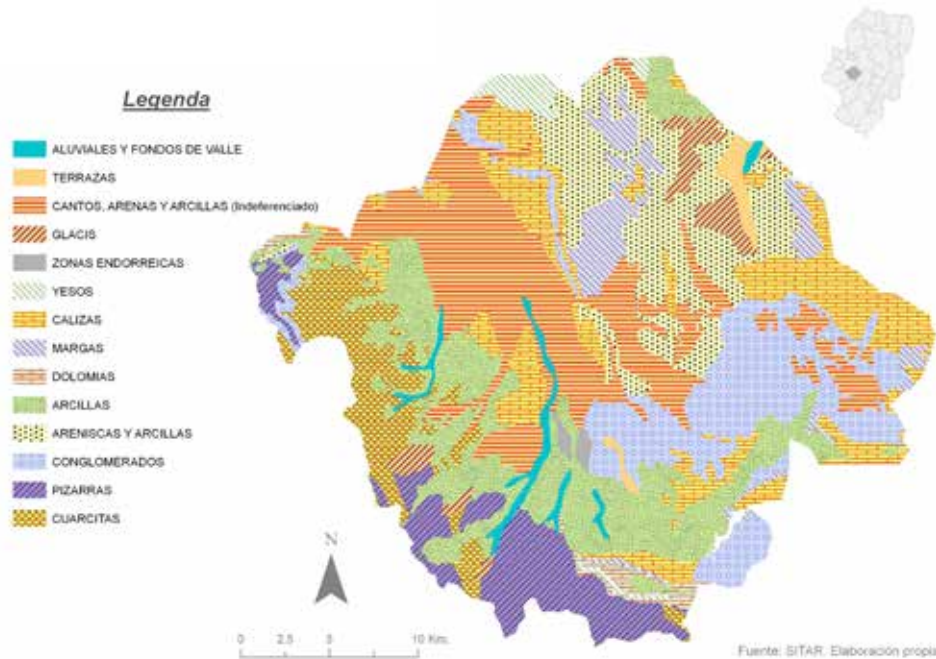 Legenda
ALUVIALES Y FONDOS DE VALLE
TERRAZAS
CANTOS, ARENAS Y ARCILLAS (Indeferenciado)
GLACIS
ZONAS ENDORREICAS
YESOS
CALIZAS
MARGAS
DOLOMIAS
ARCILLAS
ARENISCAS Y ARCILLAS
CONGLOMERADOS
PIZARRAS
CUARCITAS
N
0 2,5 5 10 Km.
Fuente: SITAR. Elaboración propia